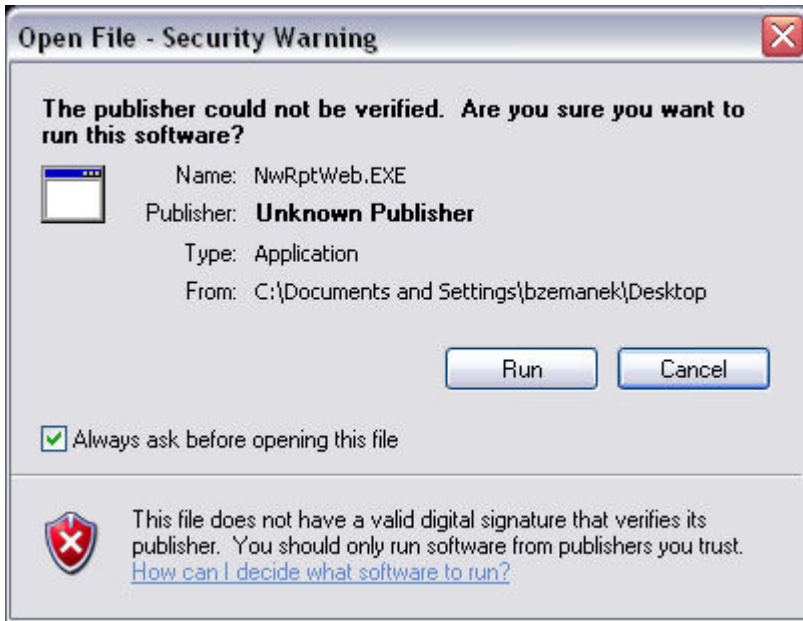 Open File - Security Warning
The publisher could not be verified.  Are you sure you want to
run this software?
Name: NwRptWeb.EXE
Publisher: Unknown Publisher
Type: Application
From: C:\Documents and Settings\bzemanek\Desktop
Run Cancel
Always ask before opening this file
This file does not have a valid digital signature that verifies its
publisher.  You should only run software from publishers you trust.
How can I decide what software to run?